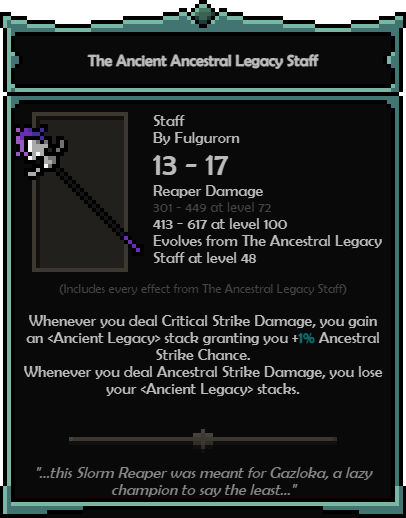 The Ancient Ancestral Legacy Staff
Staff
By Fulgurorn
13 - 17
Reaper Damage
301 - 449 at level 72
413 - 617 at level 100
Evolves from The Ancestral Legacy
Staff at level 48
(Includes every effect from The Ancestral Legacy Staff)
Whenever you deal Critical Strike Damage, you gain
an <Ancient Legacy> stack granting you +1% Ancestral
Strike Chance.
Whenever you deal Ancestral Strike Damage, you lose
your <Ancient Legacy> stacks.
"...this Slorm Reaper was meant for Gazloka, a lazy
champion to say the least..."